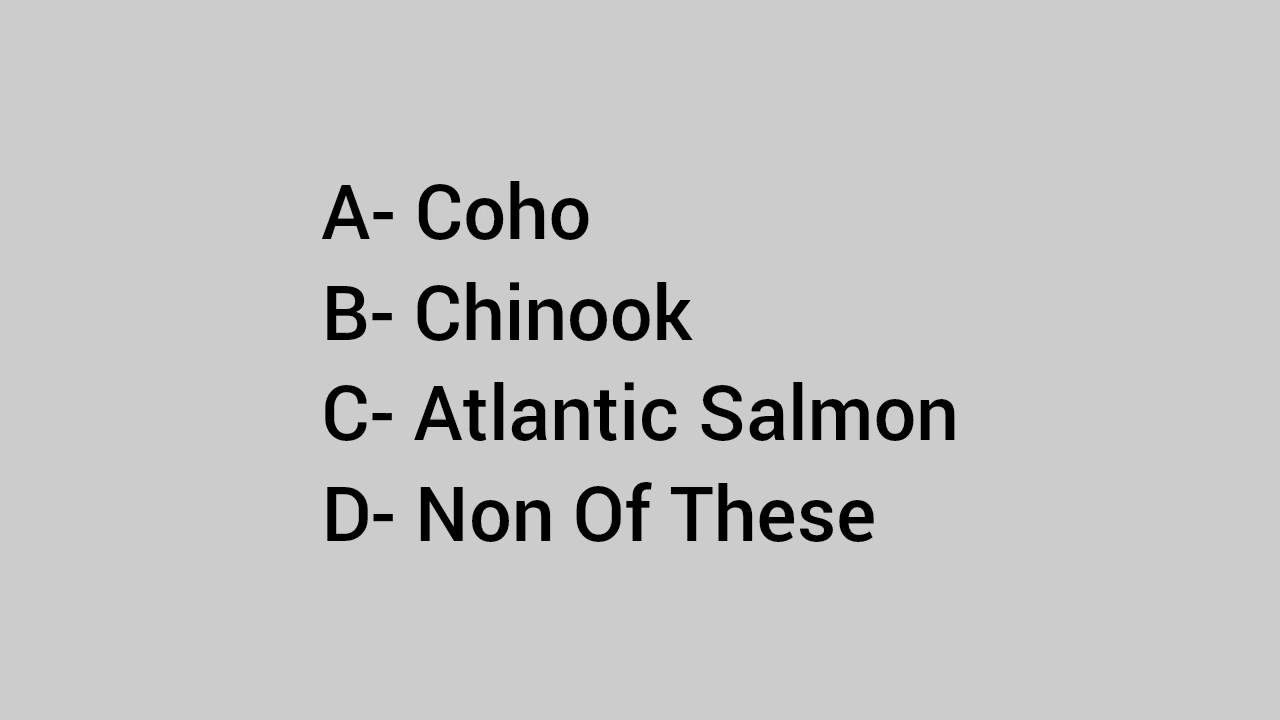 A- Coho
B- Chinook
C- Atlantic Salmon
D- Non Of These